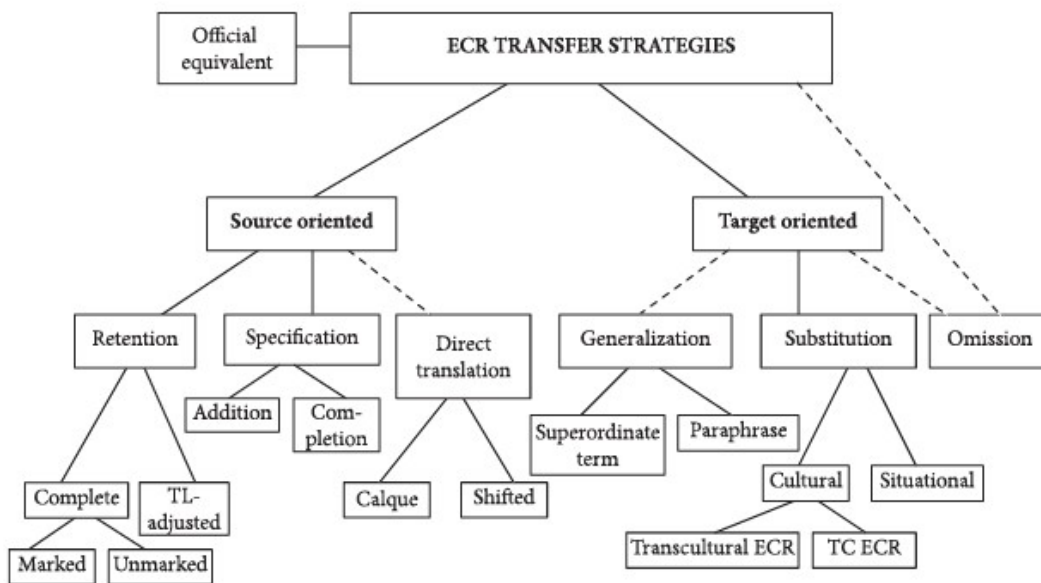 Official
equivalent
ECR TRANSFER STRATEGIES
Source oriented
Target oriented
Retention
Specification
Direct
translation
Generalization
Substitution
Omission
Addition
Com-
pletion
Superordinate
term
Paraphrase
Complete
TL-
adjusted
Calque
Shifted
Cultural
Situational
Marked
Unmarked
Transcultural ECR
TC ECR